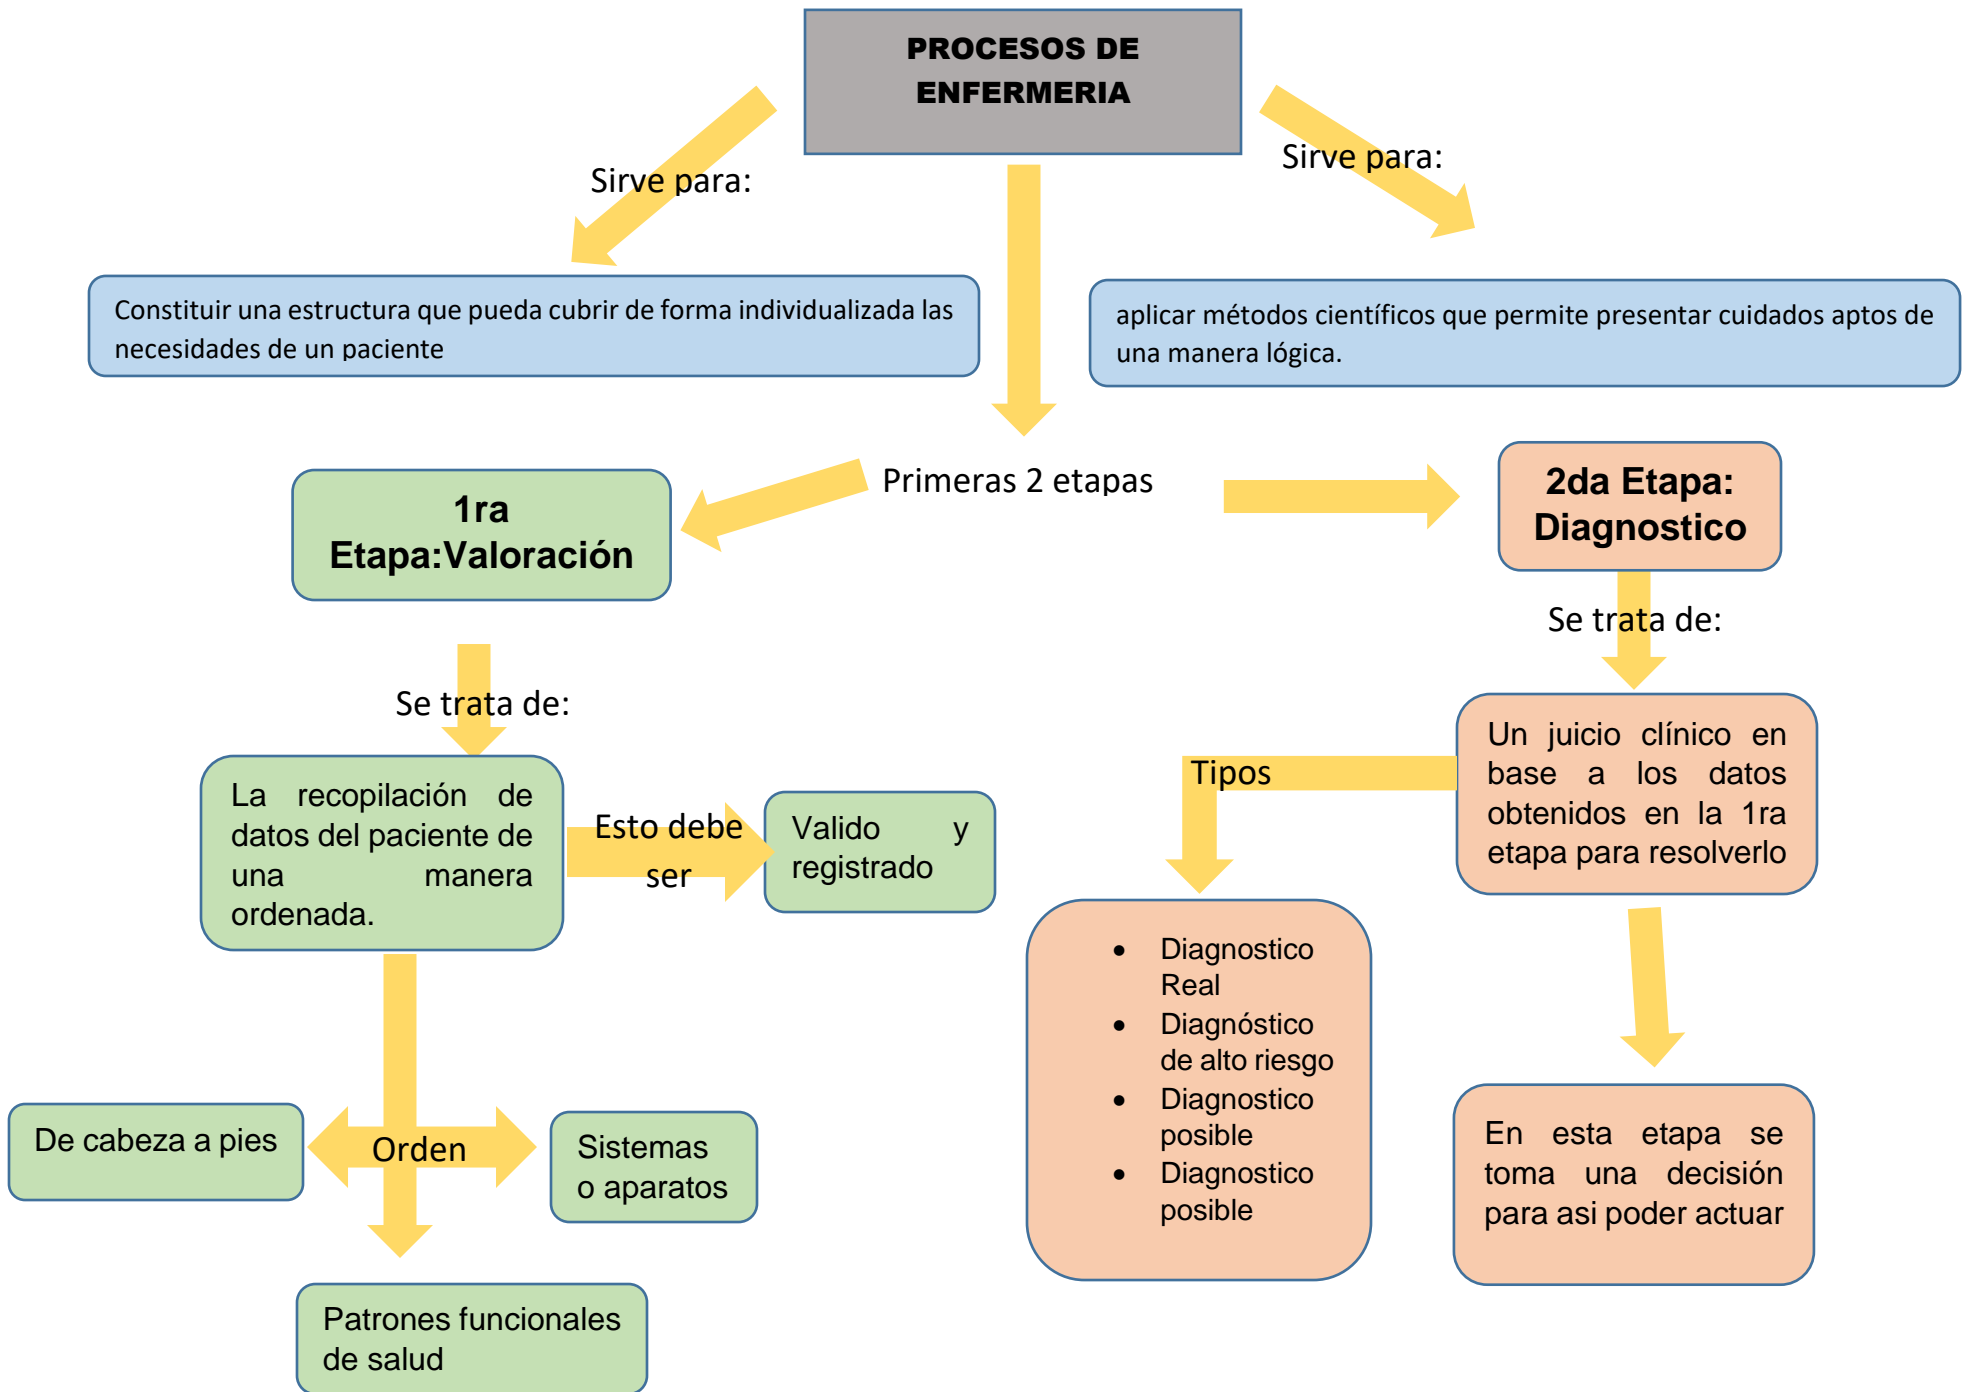 PROCESOS DE
ENFERMERIA
Sirve para:
Sirve para:
Constituir una estructura que pueda cubrir de forma individualizada las
necesidades de un paciente
aplicar métodos científicos que permite presentar cuidados aptos de
una manera lógica.
Primeras 2 etapas
1ra
Etapa:Valoración
2da Etapa:
Diagnostico
Se trata de:
Se trata de:
La recopilación de
datos del paciente de
una manera
ordenada.
Esto debe
ser
Valido y
registrado
Un juicio clínico en
base a los datos
obtenidos en la 1ra
etapa para resolverlo
Tipos
• Diagnostico
Real
• Diagnóstico
de alto riesgo
• Diagnostico
posible
• Diagnostico
posible
En esta etapa se
toma una decisión
para asi poder actuar
De cabeza a pies
Orden
Sistemas
o aparatos
Patrones funcionales
de salud